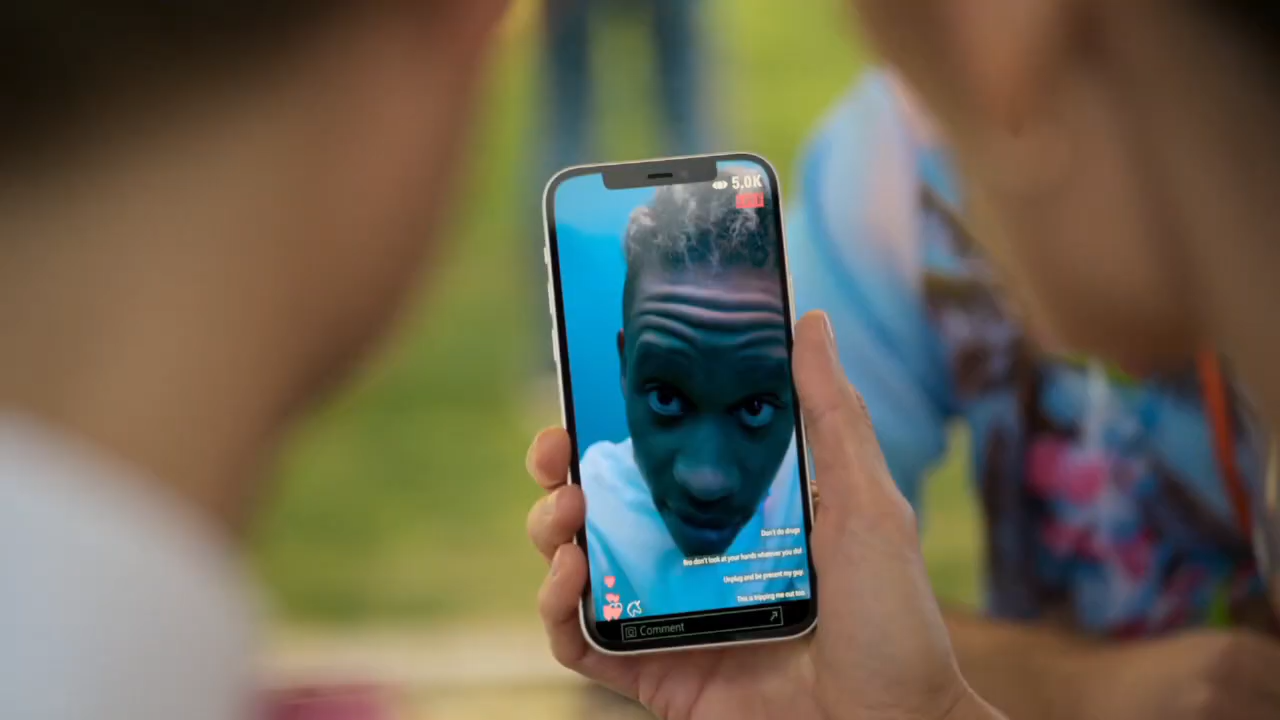 5.0K
Don't do drugs
Bro don't look at your hands whatever you do!
Unplug and be present my guy
This is tripping me out too
Comment